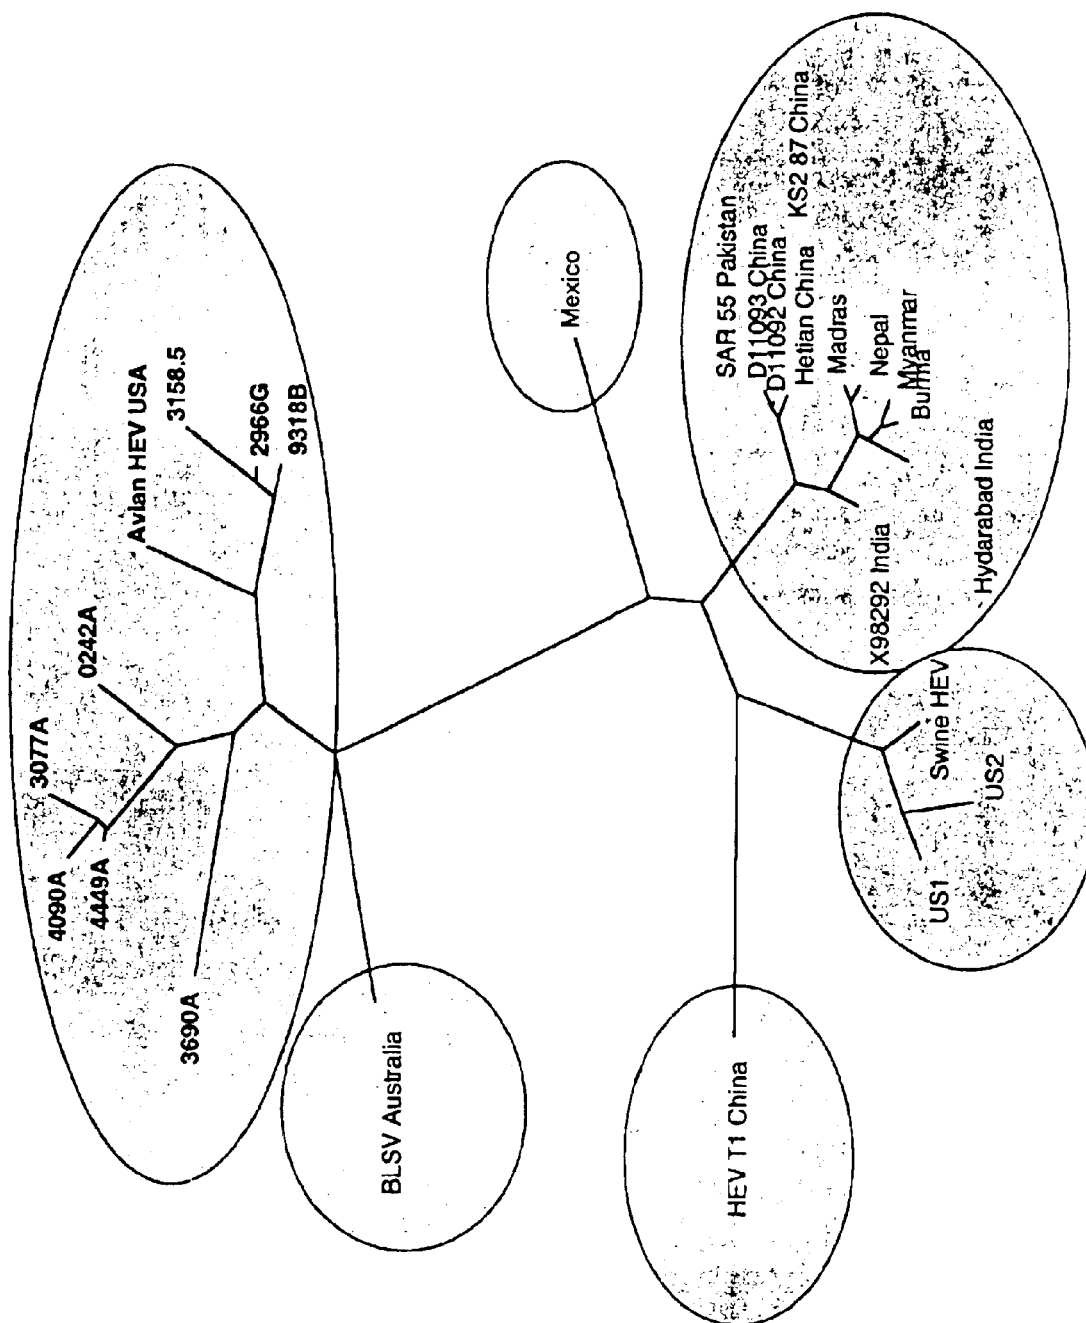 3077A
4090A
4449A
0242A
Avian HEV USA
3158.5
2966G
9318B
3690A
BLSV Australia
Mexico
SAR 55 Pakistan
D11093 China
D11092 China
KS2 87 China
Hetian China
Madras
Nepal
Myanmar
Burma
X98292 India
Hydarabad India
HEV T1 China
Swine HEV
US2
US1